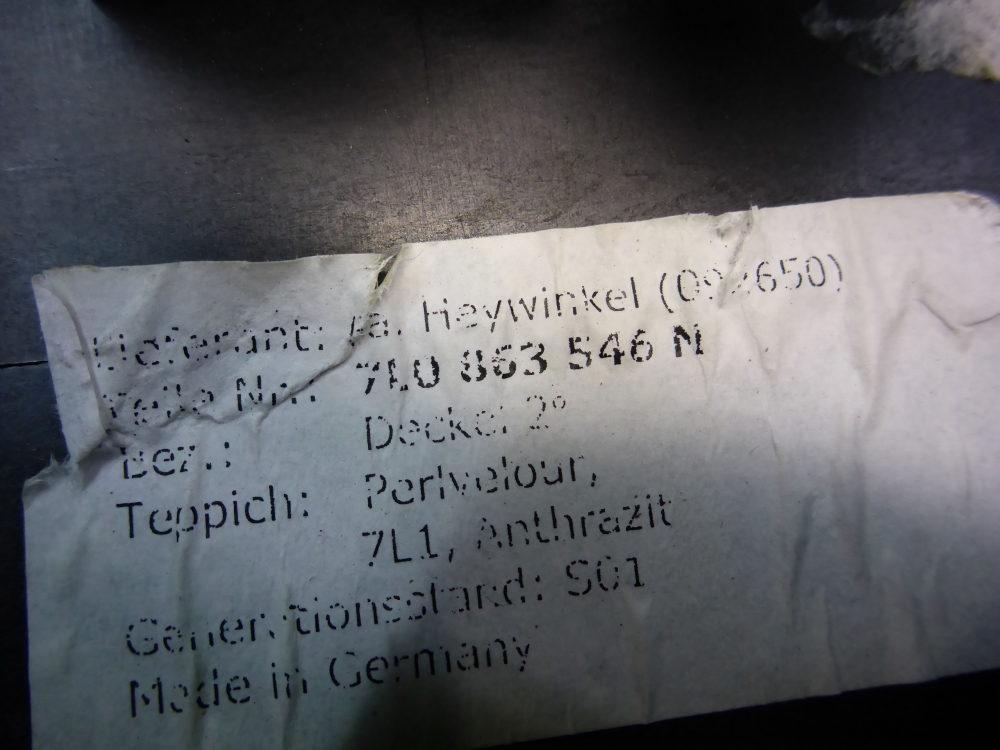 Lieferant: Fa. Heywinkel
Teile Nr.: 7L0 863 546 N
Bez.: Deckel 2°
Teppich: Perlvelour,
7L1, Anthrazit
Generationsstand: S01
Made in Germany